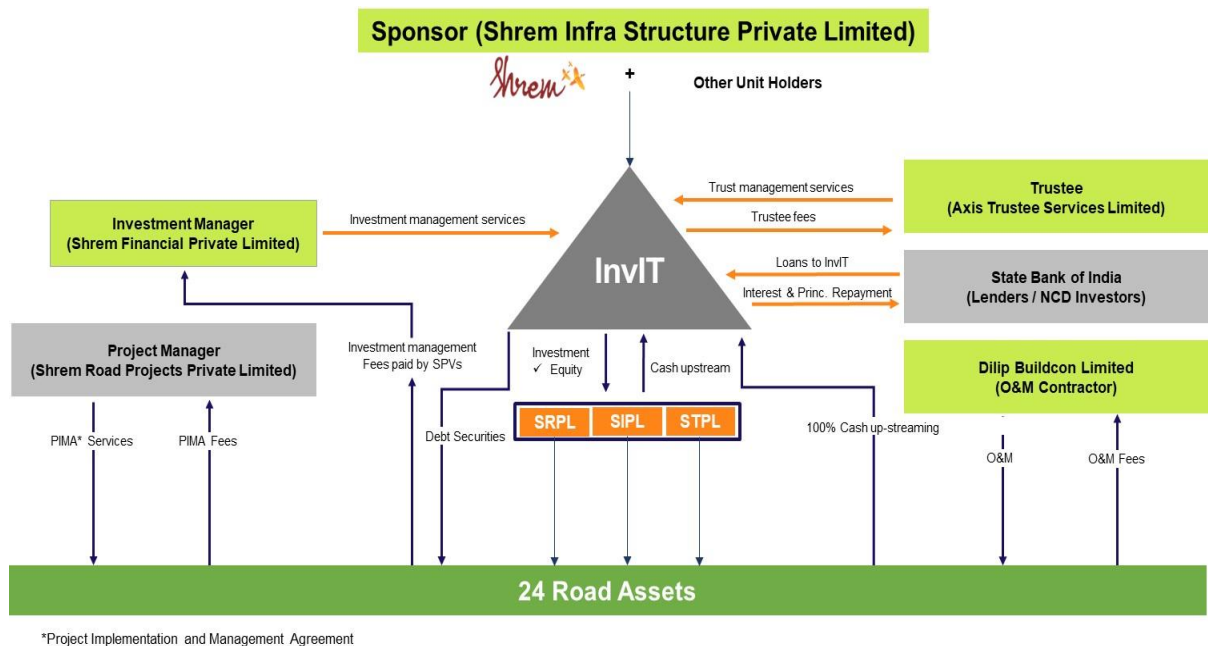 Sponsor (Shrem Infra Structure Private Limited)
Shrem
+
Other Unit Holders
Investment Manager
(Shrem Financial Private Limited)
Investment management services
Trust management services
Trustee fees
Trustee
(Axis Trustee Services Limited)
InvIT
Loans to InvIT
Interest & Princ. Repayment
State Bank of India
(Lenders / NCD Investors)
Project Manager
(Shrem Road Projects Private Limited)
Investment management
Fees paid by SPVs
Investment
✓ Equity
Cash upstream
Dilip Buildcon Limited
(O&M Contractor)
SRPL
SIPL
STPL
PIMA* Services
PIMA Fees
Debt Securities
100% Cash up-streaming
O&M
O&M Fees
24 Road Assets
*Project Implementation and Management Agreement